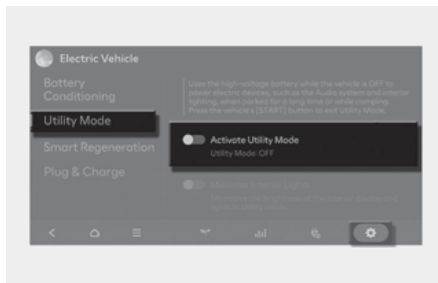 Electric Vehicle
Battery
Conditioning
Utility Mode
Smart Regeneration
Plug & Charge
Uses the high-voltage battery while the vehicle is OFF to
power electric devices, such as the Audio system and interior
lighting, when parked for a long time or while camping.
Press the vehicle's [START] button to exit Utility Mode.
Activate Utility Mode
Utility Mode: OFF
Interior Lights